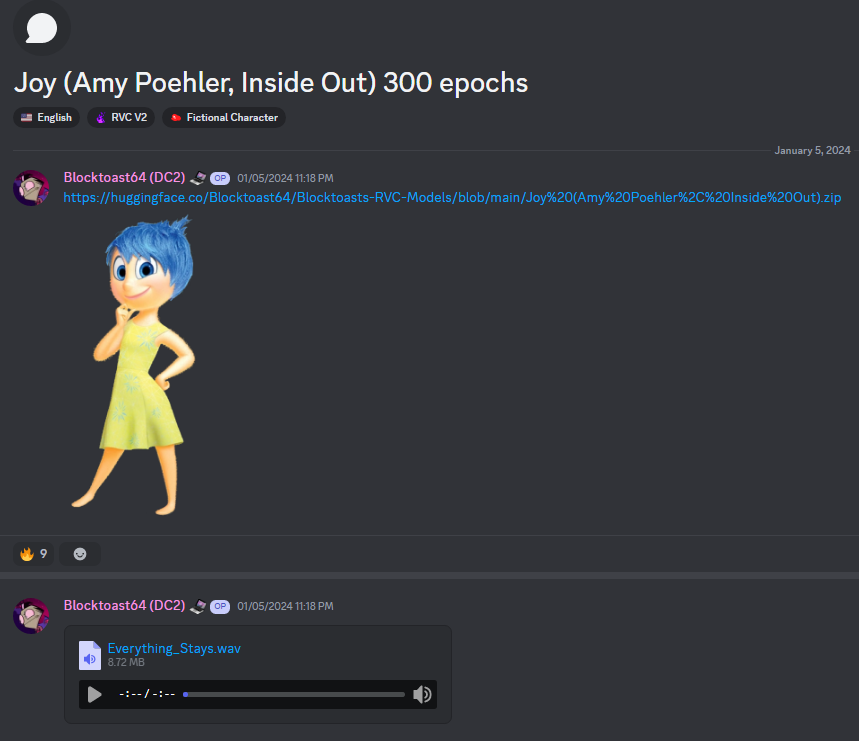 Joy (Amy Poehler, Inside Out) 300 epochs
English RVC V2 Fictional Character
January 5, 2024
Blocktoast64 (DC2) OP 01/05/2024 11:18 PM
https://huggingface.co/Blocktoast64/Blocktoasts-RVC-Models/blob/main/Joy%20(Amy%20Poehler%2C%20Inside%20Out).zip
9
Blocktoast64 (DC2) OP 01/05/2024 11:18 PM
Everything_Stays.wav
8.72 MB
-:--/-:--